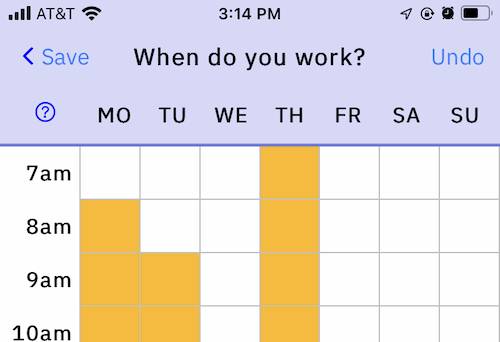 AT&T 3:14 PM
Save When do you work? Undo
? MO TU WE TH FR SA SU
7am
8am
9am
10am